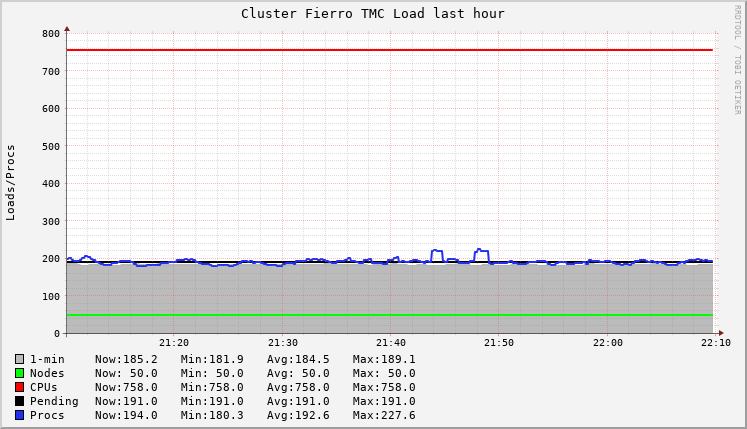 Cluster Fierro TMC Load last hour
RRDTOOL / TOBI OETIKER
Loads/Procs
800
700
600
500
400
300
200
100
0
21:20 21:30 21:40 21:50 22:00 22:10
1-min Now:185.2 Min:181.9 Avg:184.5 Max:189.1
Nodes Now: 50.0 Min: 50.0 Avg: 50.0 Max: 50.0
CPUs Now:758.0 Min:758.0 Avg:758.0 Max:758.0
Pending Now:191.0 Min:191.0 Avg:191.0 Max:191.0
Procs Now:194.0 Min:180.3 Avg:192.6 Max:227.6